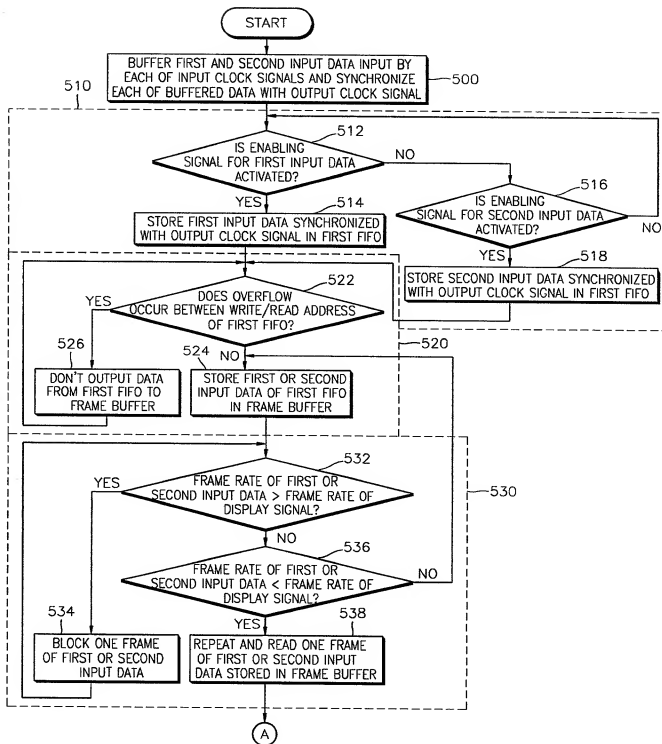 START
BUFFER FIRST AND SECOND INPUT DATA INPUT BY
EACH OF INPUT CLOCK SIGNALS AND SYNCHRONIZE
EACH OF BUFFERED DATA WITH OUTPUT CLOCK SIGNAL
500
510
512
IS ENABLING
SIGNAL FOR FIRST INPUT DATA
ACTIVATED?
NO
YES
514
STORE FIRST INPUT DATA SYNCHRONIZED
WITH OUTPUT CLOCK SIGNAL IN FIRST FIFO
516
IS ENABLING
SIGNAL FOR SECOND INPUT DATA
ACTIVATED?
NO
YES
518
STORE SECOND INPUT DATA SYNCHRONIZED
WITH OUTPUT CLOCK SIGNAL IN FIRST FIFO
522
DOES OVERFLOW
OCCUR BETWEEN WRITE/READ ADDRESS
OF FIRST FIFO?
YES
NO
520
526
DON'T OUTPUT DATA
FROM FIRST FIFO TO
FRAME BUFFER
524
STORE FIRST OR SECOND
INPUT DATA OF FIRST FIFO
IN FRAME BUFFER
532
FRAME RATE OF FIRST OR
SECOND INPUT DATA > FRAME RATE OF
DISPLAY SIGNAL?
YES
NO
530
536
FRAME RATE OF FIRST OR
SECOND INPUT DATA < FRAME RATE OF
DISPLAY SIGNAL?
NO
YES
534
BLOCK ONE FRAME
OF FIRST OR SECOND
INPUT DATA
538
REPEAT AND READ ONE FRAME
OF FIRST OR SECOND INPUT
DATA STORED IN FRAME BUFFER
A